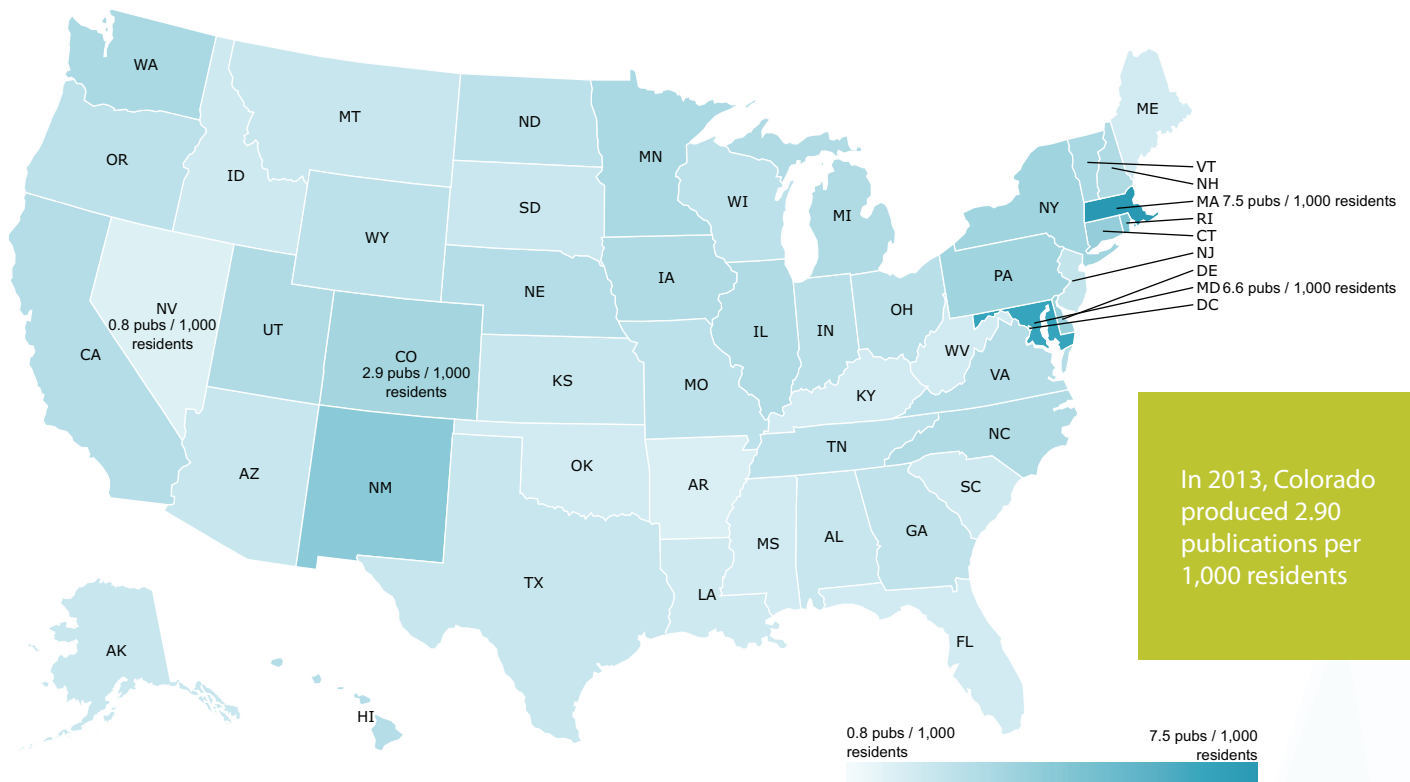 WA
MT
ND
MN
ME
OR
ID
SD
WI
MI
NY
VT
NH
MA 7.5 pubs / 1,000 residents
RI
CT
NJ
DE
MD 6.6 pubs / 1,000 residents
DC
WY
IA
PA
NE
NV
0.8 pubs / 1,000
residents
UT
CO
2.9 pubs / 1,000
residents
CA
IL
IN
OH
WV
VA
KS
MO
KY
AZ
NM
OK
AR
TN
NC
SC
MS
AL
GA
TX
LA
FL
AK
HI
In 2013, Colorado
produced 2.90
publications per
1,000 residents
0.8 pubs / 1,000
residents
7.5 pubs / 1,000
residents